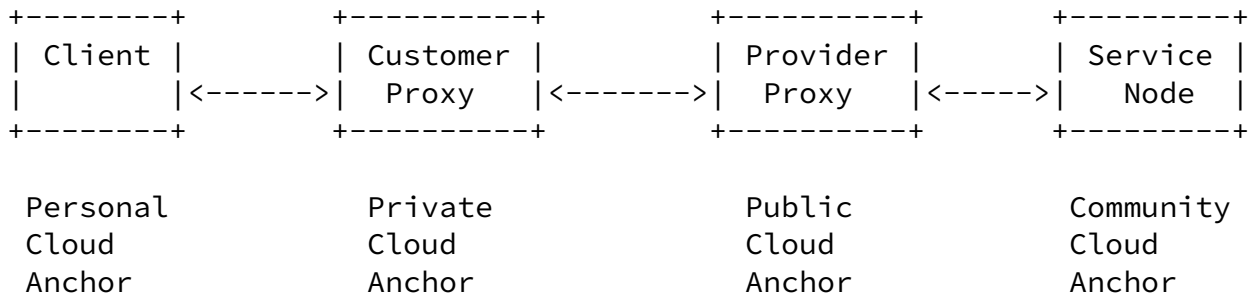 +--------+        +----------+         +----------+       +---------+
| Client |        | Customer |         | Provider |       | Service |
|        |<------>|  Proxy   |<------->|  Proxy   |<----->|   Node  |
+--------+        +----------+         +----------+       +---------+
Personal          Private              Public             Community
Cloud             Cloud                Cloud              Cloud
Anchor            Anchor               Anchor             Anchor